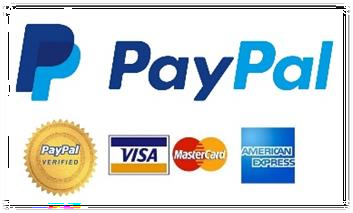 PayPal
PayPal
VERIFIED
VISA
MasterCard
AMERICAN
EXPRESS